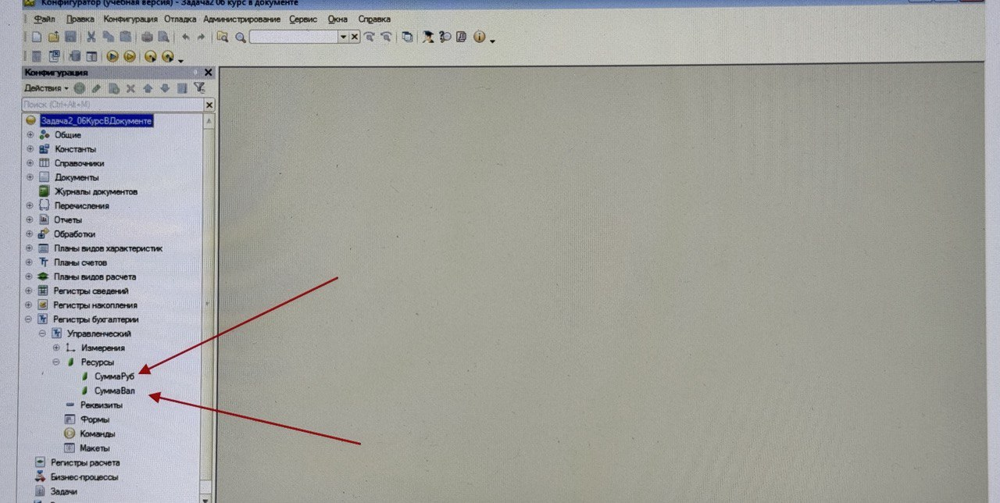 Конфигуратор (учебная версия) - Задача2 06 курс в документе
Файл Правка Конфигурация Отладка Администрирование Сервис Окна Справка
Конфигурация
Действия
Поиск (Ctrl+Alt+M)
Задача2_06КурсВДокументе
Общие
Константы
Справочники
Документы
Журналы документов
Перечисления
Отчеты
Обработки
Планы видов характеристик
Планы счетов
Планы видов расчета
Регистры сведений
Регистры накопления
Регистры бухгалтерии
Управленческий
Измерения
Ресурсы
СуммаРуб
СуммаВал
Реквизиты
Формы
Команды
Макеты
Регистры расчета
Бизнес-процессы
Задачи